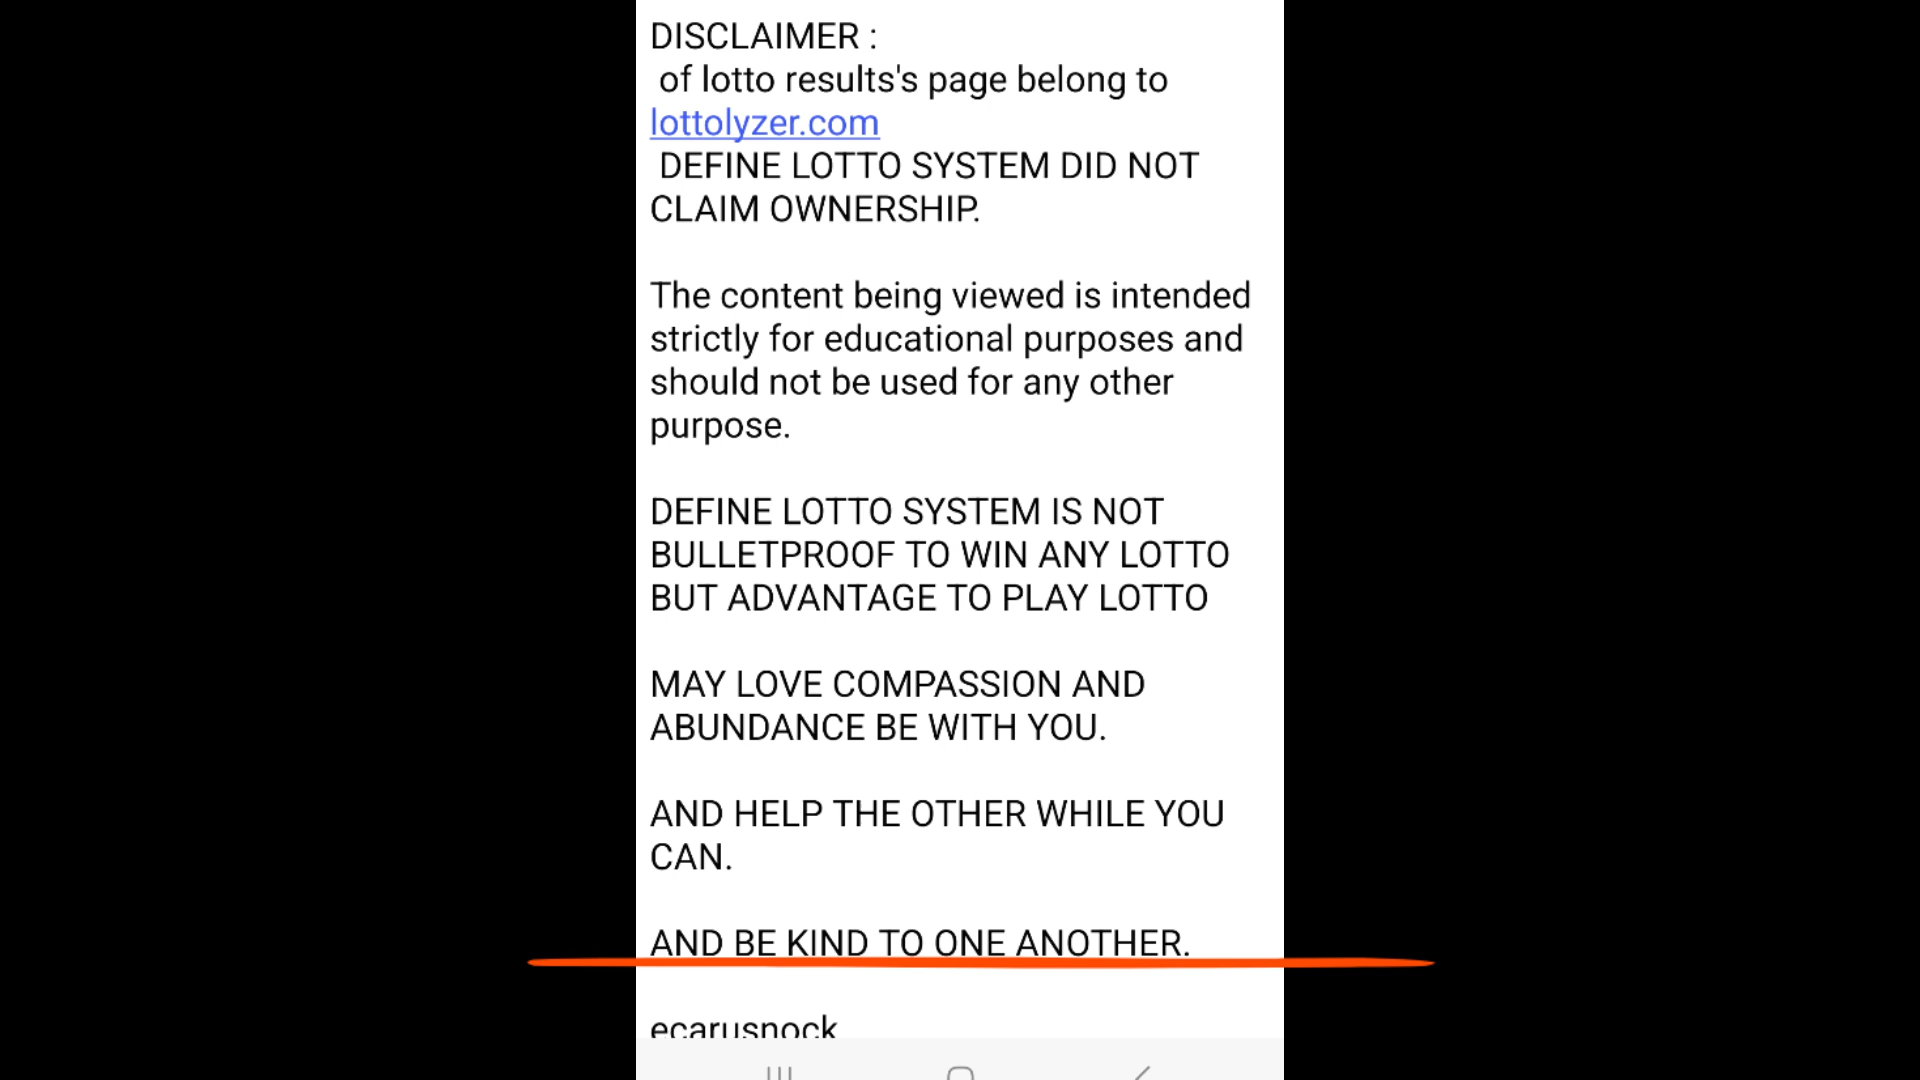 DISCLAIMER :
of lotto results's page belong to
lottolyzer.com
DEFINE LOTTO SYSTEM DID NOT
CLAIM OWNERSHIP.
The content being viewed is intended
strictly for educational purposes and
should not be used for any other
purpose.
DEFINE LOTTO SYSTEM IS NOT
BULLETPROOF TO WIN ANY LOTTO
BUT ADVANTAGE TO PLAY LOTTO
MAY LOVE COMPASSION AND
ABUNDANCE BE WITH YOU.
AND HELP THE OTHER WHILE YOU
CAN.
AND BE KIND TO ONE ANOTHER.
ecarusnock